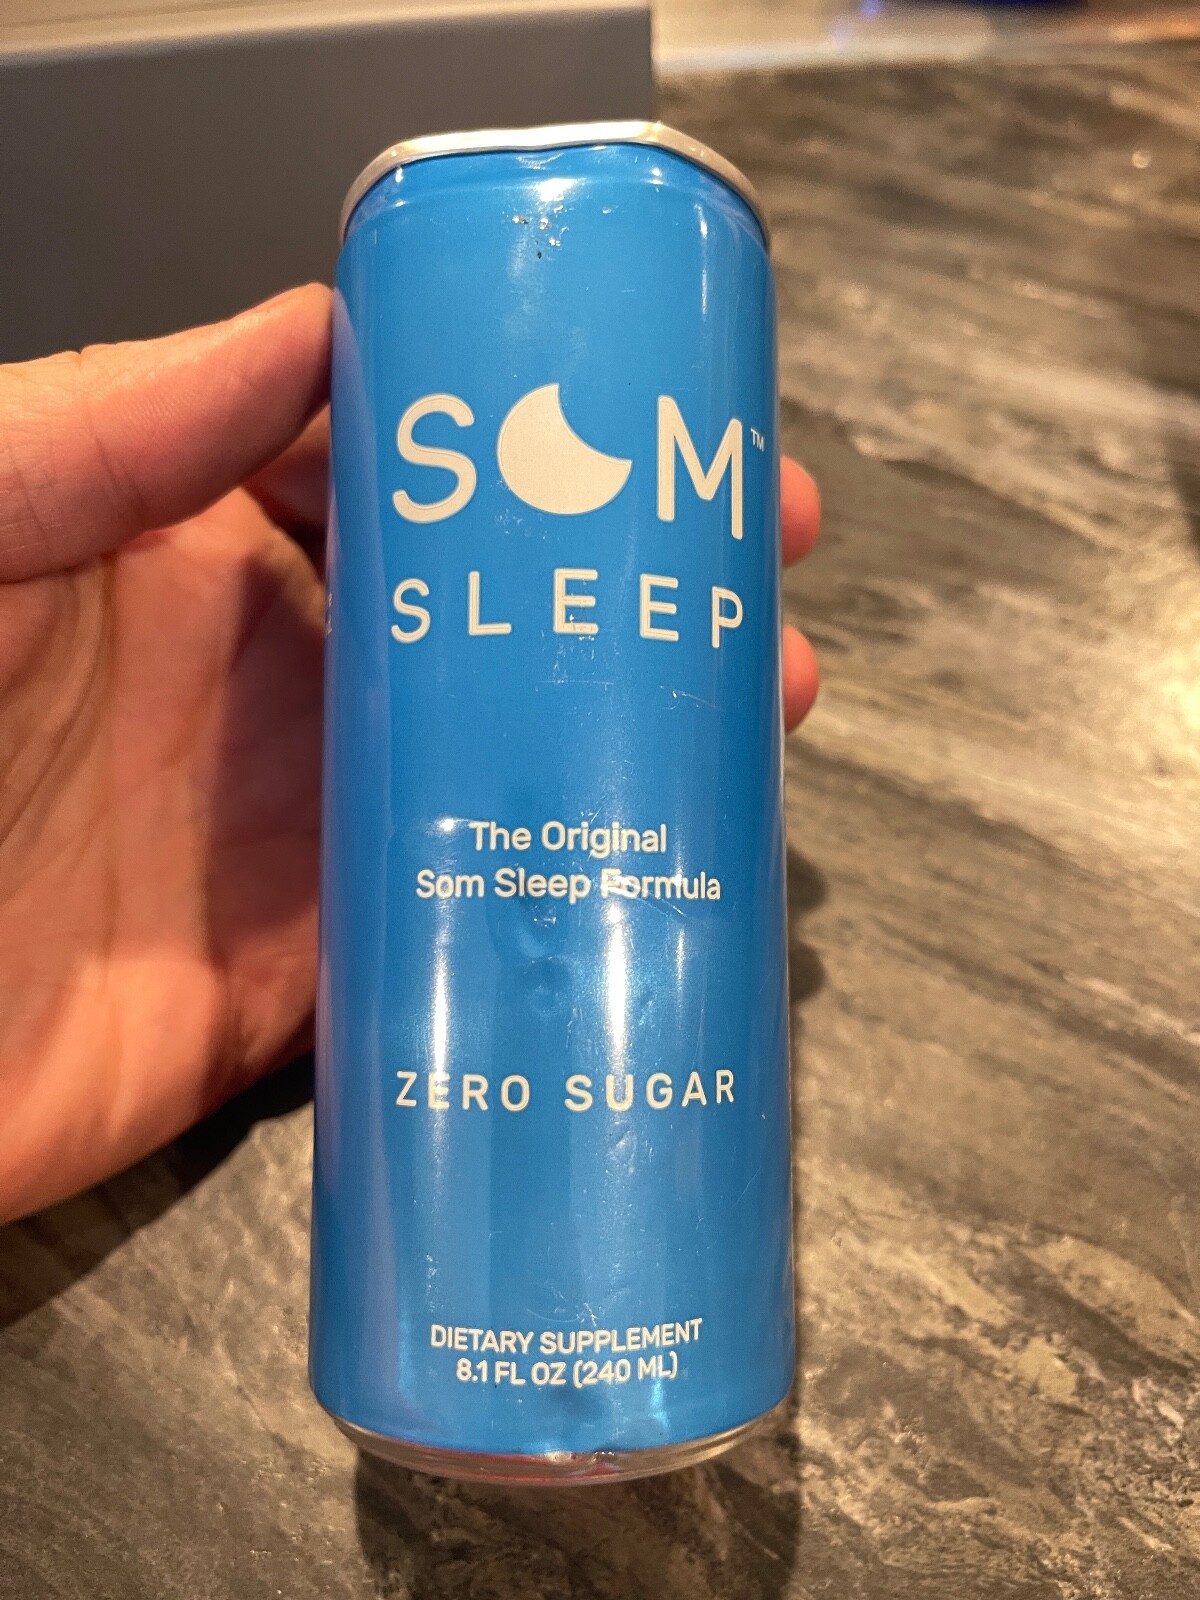 SOM™
SLEEP
The Original
Som Sleep Formula
ZERO SUGAR
DIETARY SUPPLEMENT
8.1 FL OZ (240 ML)